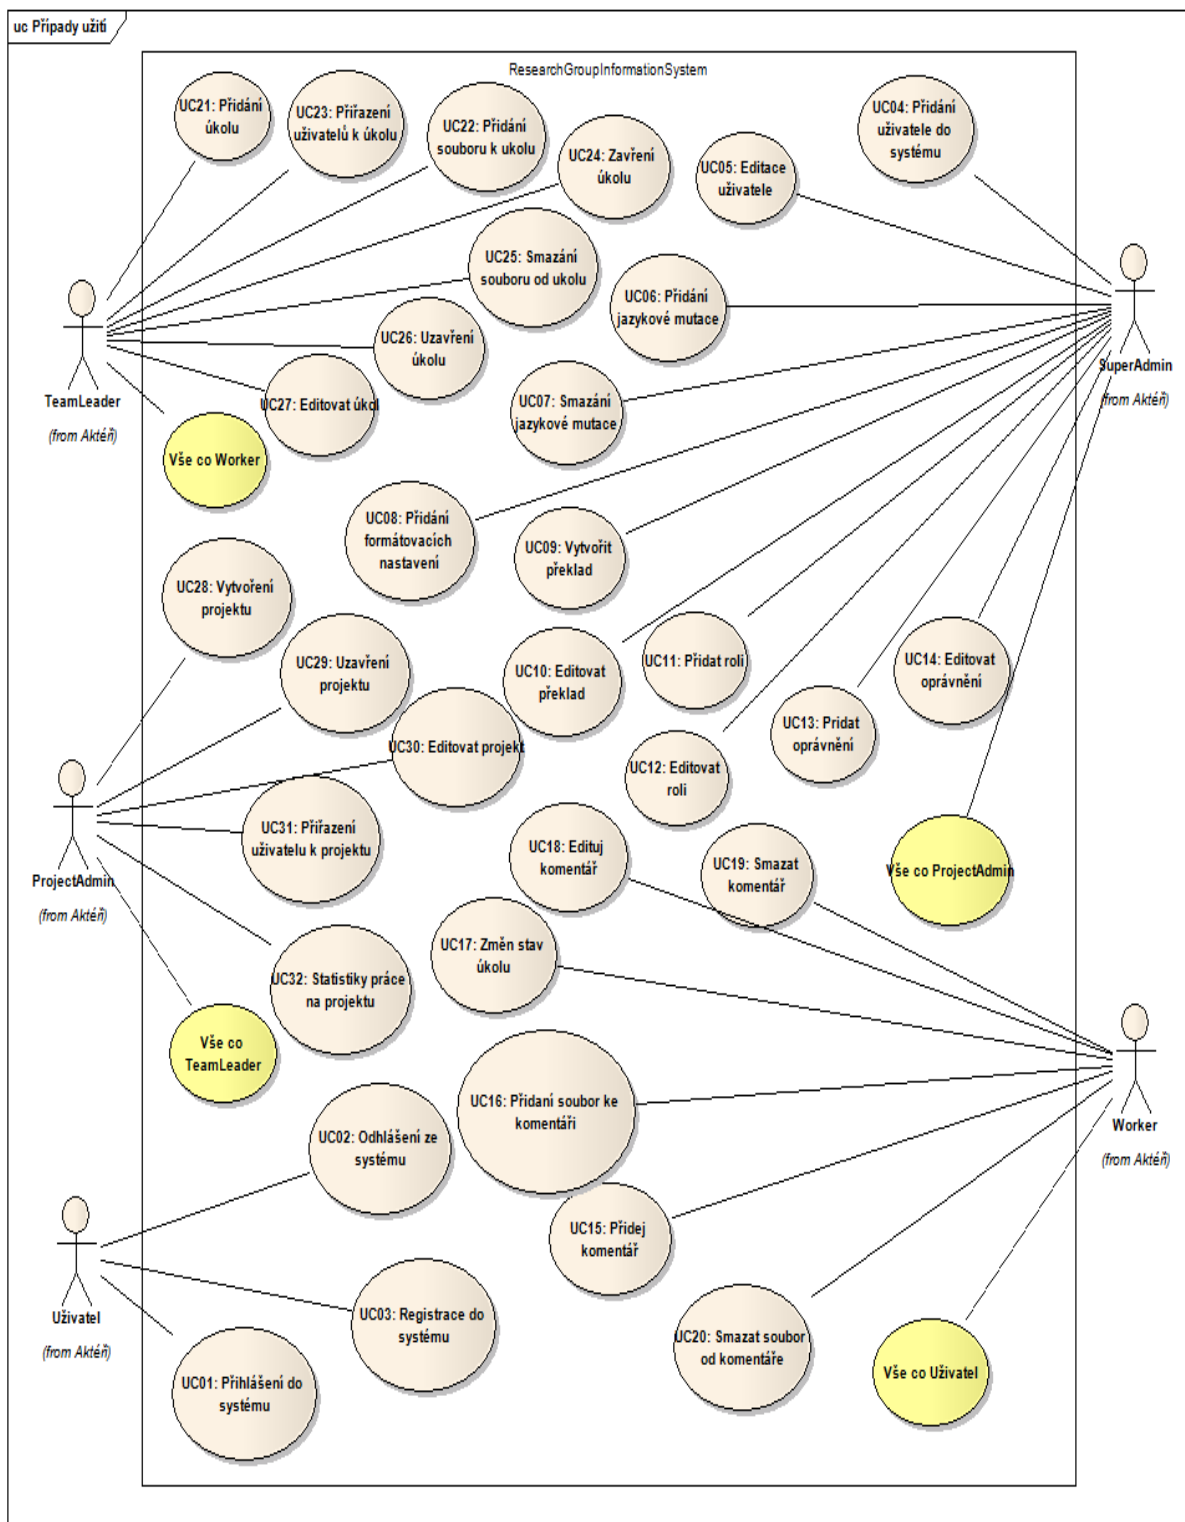 uc Případy užití
ResearchGroupInformationSystem
UC21: Přidání
úkolu
UC23: Přiřazení
uživatelů k úkolu
UC22: Přidání
souboru k ukolu
UC24: Zavření
úkolu
UC05: Editace
uživatele
UC04: Přidání
uživatele do
systému
UC25: Smazání
souboru od ukolu
UC06: Přidání
jazykové mutace
UC26: Uzavření
úkolu
TeamLeader
(from Aktéři)
SuperAdmin
(from Aktéři)
UC27: Editovat úkol
UC07: Smazání
jazykové mutace
Vše co Worker
UC08: Přidání
formátovacích
nastavení
UC09: Vytvořit
překlad
UC28: Vytvoření
projektu
UC29: Uzavření
projektu
UC10: Editovat
překlad
UC11: Přidat roli
UC14: Editovat
oprávnění
UC13: Pridat
oprávnění
UC30: Editovat projekt
UC12: Editovat
roli
UC31: Přiřazení
uživatelu k projektu
UC18: Edituj
komentář
UC19: Smazat
komentář
Vše co ProjectAdmin
ProjectAdmin
(from Aktéři)
UC17: Změn stav
úkolu
UC32: Statistiky práce
na projektu
Vše co
TeamLeader
UC16: Přidaní soubor ke
komentáři
Worker
(from Aktéři)
UC02: Odhlášení ze
systému
UC15: Přidej
komentář
Uživatel
(from Aktéři)
UC03: Registrace do
systému
UC20: Smazat soubor
od komentáře
Vše co Uživatel
UC01: Přihlášení do
systému